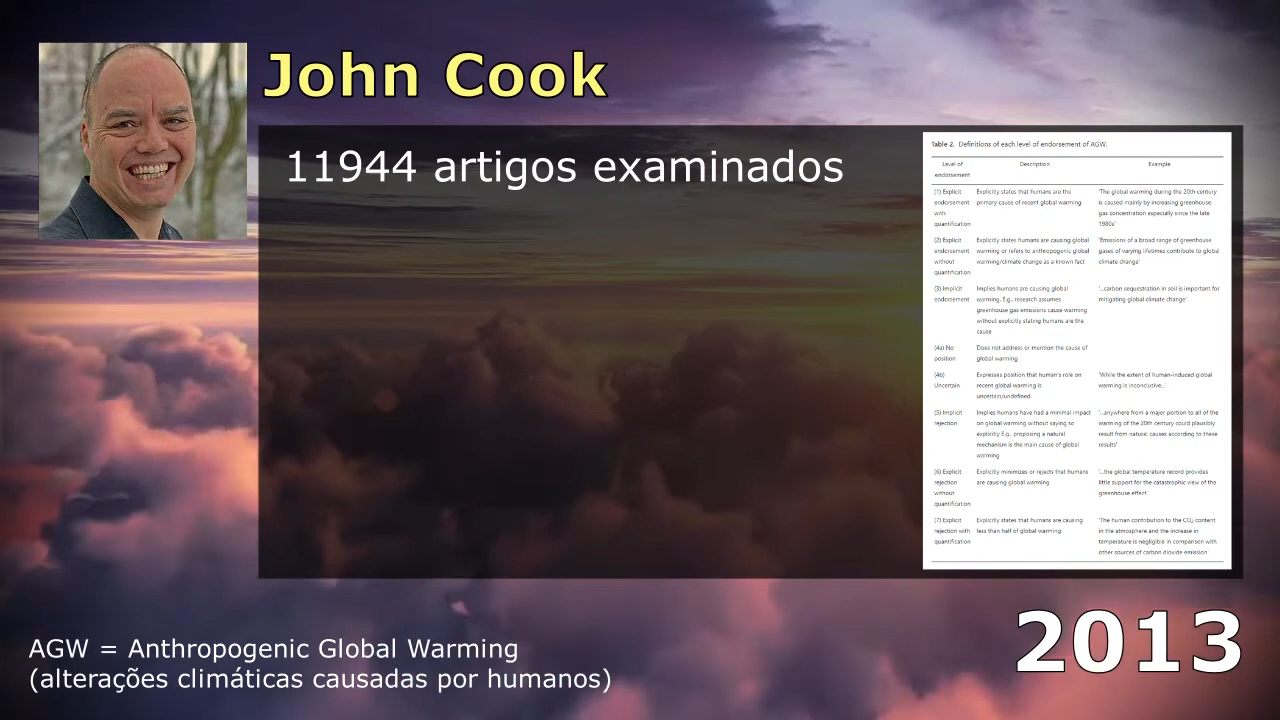 John Cook
11944 artigos examinados
Table 2. Definitions of each level of endorsement of AGW.
Level of endorsement Description Example
(1) Explicit endorsement with quantification
Explicitly states that humans are the primary cause of recent global warming
'The global warming during the 20th century is caused mainly by increasing greenhouse gas concentration especially since the late 1980s'
(2) Explicit endorsement without quantification
Explicitly states humans are causing global warming or refers to anthropogenic global warming/climate change as a known fact
'Emissions of a broad range of greenhouse gases of varying lifetimes contribute to global climate change'
(3) Implicit endorsement
Implies humans are causing global warming. E.g., research assumes greenhouse gas emissions cause warming without explicitly stating humans are the cause
'...carbon sequestration in soil is important for mitigating global climate change'
(4a) No position
Does not address or mention the cause of global warming
(4b) Uncertain
Expresses position that human's role on recent global warming is uncertain/undefined
'While the extent of human-induced global warming is inconclusive...'
(5) Implicit rejection
Implies humans have had a minimal impact on global warming without saying so explicitly E.g., proposing a natural mechanism is the main cause of global warming
'...anywhere from a major portion to all of the warming of the 20th century could plausibly result from natural causes according to these results'
(6) Explicit rejection without quantification
Explicitly minimizes or rejects that humans are causing global warming
'...the global temperature record provides little support for the catastrophic view of the greenhouse effect'
(7) Explicit rejection with quantification
Explicitly states that humans are causing less than half of global warming
'The human contribution to the CO2 content in the atmosphere and the increase in temperature is negligible in comparison with other sources of carbon dioxide emission'
AGW = Anthropogenic Global Warming
(alterações climáticas causadas por humanos)
2013